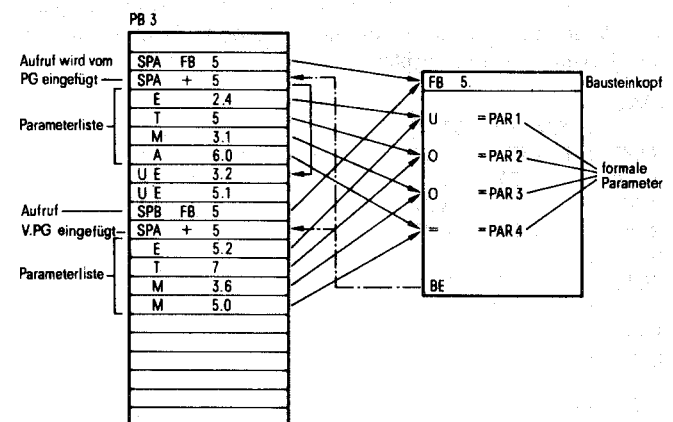 PB 3
Aufruf wird vom
PG eingefügt
Parameterliste
Aufruf
V.PG eingefügt
Parameterliste
SPA FB 5
SPA + 5
E 2.4
T 5
M 3.1
A 6.0
U E 3.2
U E 5.1
SPB FB 5
SPA + 5
E 5.2
T 7
M 3.6
M 5.0
FB 5.
U =PAR 1
O =PAR 2
O =PAR 3
= =PAR 4
BE
Bausteinkopf
formale
Parameter